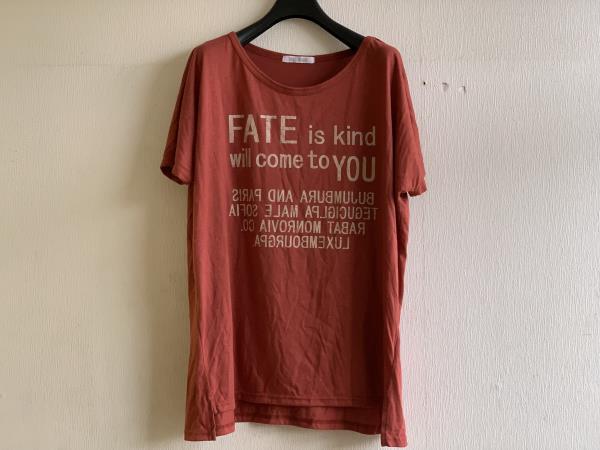 FATE is kind
will come to YOU
BUJUMBURA AND PARIS
TEGUCIGLPA MALE SOFIA
RABAT MONROVIA CO.
LUXEMBOURGPA